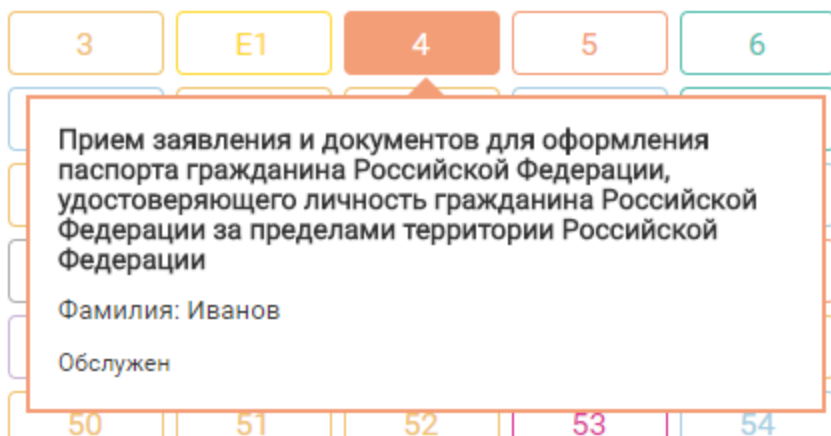 3 E1 4 5 6
Прием заявления и документов для оформления
паспорта гражданина Российской Федерации,
удостоверяющего личность гражданина Российской
Федерации за пределами территории Российской
Федерации
Фамилия: Иванов
Обслужен
50 51 52 53 54